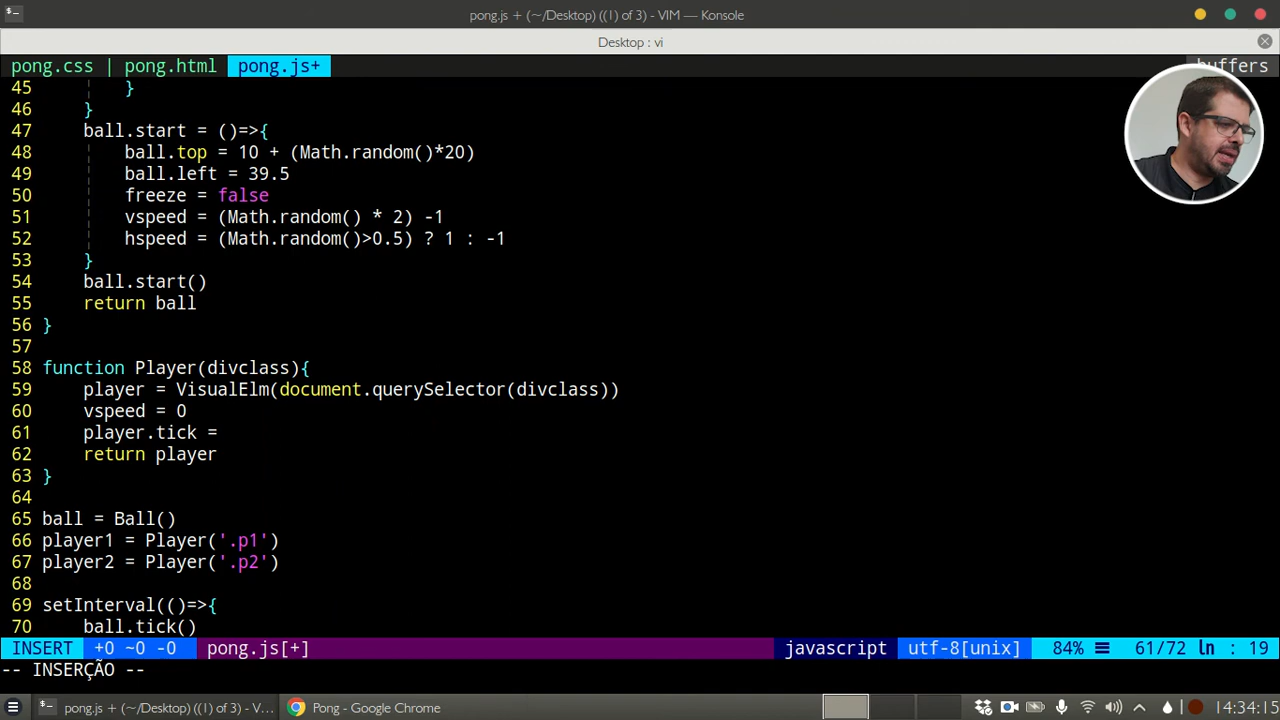 pong.js + (~/Desktop) ((1) of 3) - VIM — Konsole
Desktop : vi
pong.css | pong.html pong.js+ buffers
45 }
46 }
47 ball.start = ()=>{
48 ball.top = 10 + (Math.random()*20)
49 ball.left = 39.5
50 freeze = false
51 vspeed = (Math.random() * 2) -1
52 hspeed = (Math.random()>0.5) ? 1 : -1
53 }
54 ball.start()
55 return ball
56 }
57
58 function Player(divclass){
59 player = VisualElm(document.querySelector(divclass))
60 vspeed = 0
61 player.tick =
62 return player
63 }
64
65 ball = Ball()
66 player1 = Player('.p1')
67 player2 = Player('.p2')
68
69 setInterval(()=>{
70 ball.tick()
INSERT +0 ~0 -0 pong.js[+] javascript utf-8[unix] 84% ☰ 61/72 ln : 19
-- INSERÇÃO --
pong.js + (~/Desktop) ((1) of 3) - V... Pong - Google Chrome 14:34:15